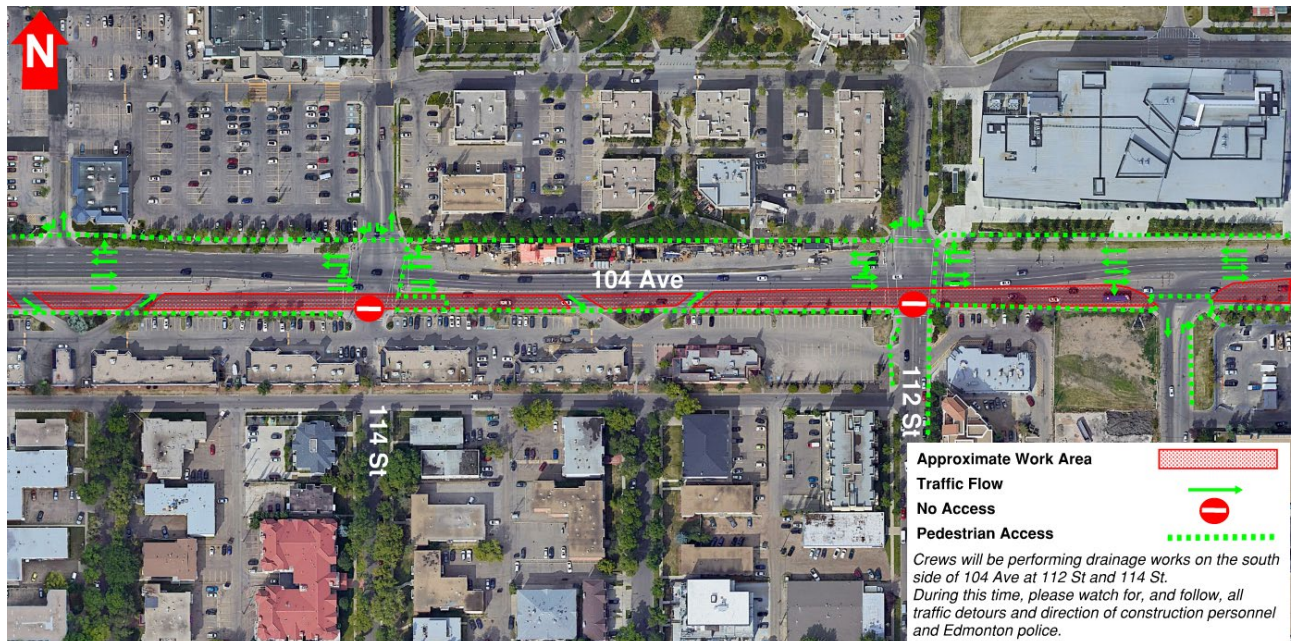 N
104 Ave
114 St
112 St
Approximate Work Area
Traffic Flow
No Access
Pedestrian Access
Crews will be performing drainage works on the south
side of 104 Ave at 112 St and 114 St.
During this time, please watch for, and follow, all
traffic detours and direction of construction personnel
and Edmonton police.